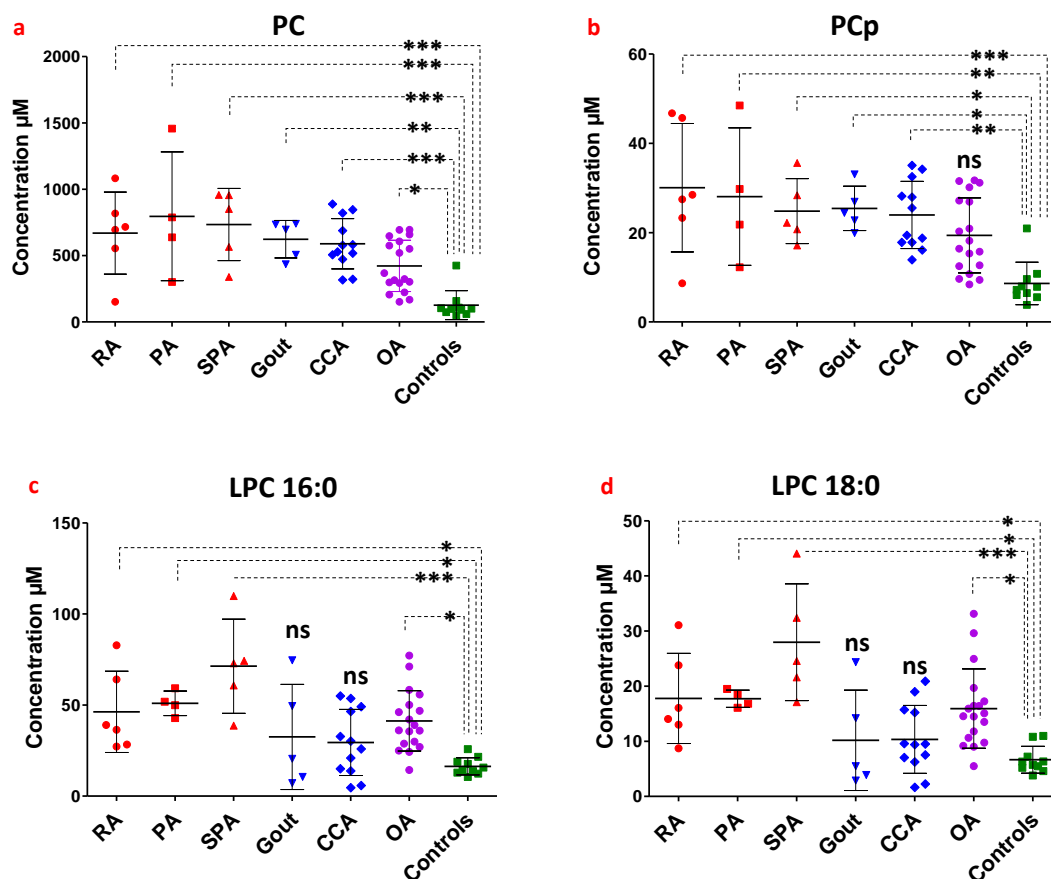 a PC
***
***
***
**
***
*
2000
1500
1000
500
0
Concentration µM
RA PA SPA Gout CCA OA Controls
b PCp
***
**
*
*
**
ns
60
40
20
0
Concentration µM
RA PA SPA Gout CCA OA Controls
c LPC 16:0
*
*
***
*
ns
ns
150
100
50
0
Concentration µM
RA PA SPA Gout CCA OA Controls
d LPC 18:0
*
*
***
*
ns
ns
50
40
30
20
10
0
Concentration µM
RA PA SPA Gout CCA OA Controls